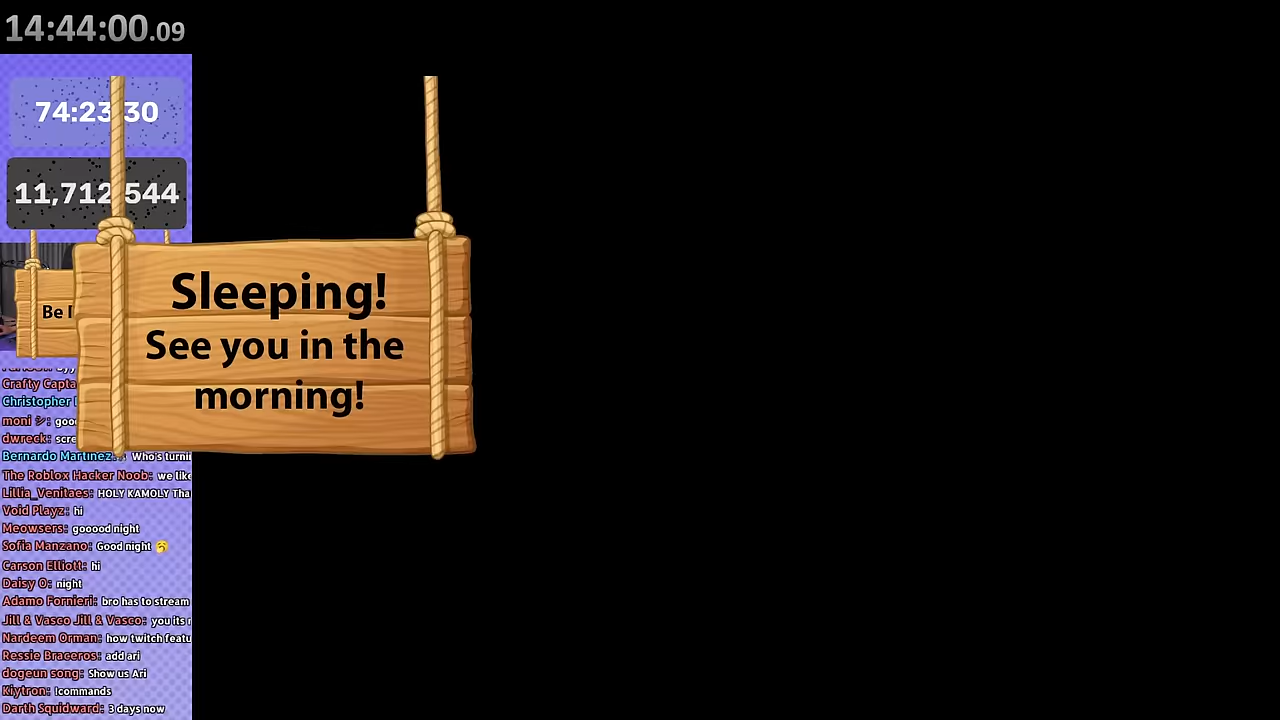 14:44:00.09
74:23:30
11,712,544
Sleeping!
See you in the
morning!
Be
Crafty Capta
Christopher
moni シ: good
dwreck: scre
Bernardo Martinez: Who's turni
The Roblox Hacker Noob: we like
Lillia_Venitaes: HOLY KAMOLY Tha
Void Playz: hi
Meowsers: gooood night
Sofia Manzano: Good night 🥱
Carson Elliott: hi
Daisy O: night
Adamo Fornieri: bro has to stream
Jill & Vasco Jill & Vasco: you its
Nardeem Orman: how twitch featu
Ressie Braceros: add ari
dogeun song: Show us Ari
Kiytron: !commands
Darth Squidward: 3 days now